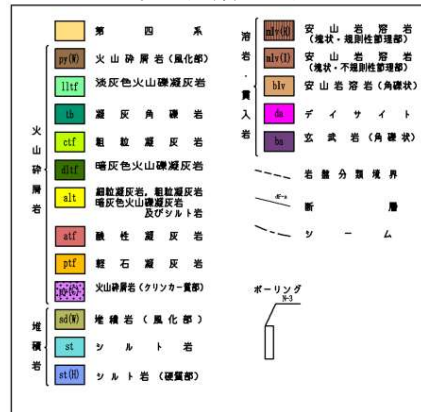 第四系
py(W) 火山砕屑岩(風化部)
lltf 淡灰色火山礫凝灰岩
tb 凝灰角礫岩
ctf 粗粒凝灰岩
dltf 暗灰色火山礫凝灰岩
alt 細粒凝灰岩, 粗粒凝灰岩
暗灰色火山礫凝灰岩
及びシルト岩
atf 酸性凝灰岩
ptf 軽石凝灰岩
火山砕屑岩(クリンカー質部)
sd(W) 堆積岩(風化部)
st シルト岩
st(H) シルト岩(硬質部)
火山砕屑岩
堆積岩
溶岩・貫入岩
mlv(R) 安山岩溶岩
(塊状・規則性節理部)
mlv(I) 安山岩溶岩
(塊状・不規則性節理部)
blv 安山岩溶岩(角礫状)
da デイサイト
ba 玄武岩(角礫状)
岩盤分類境界
断層
シーム
ボーリング
N-3